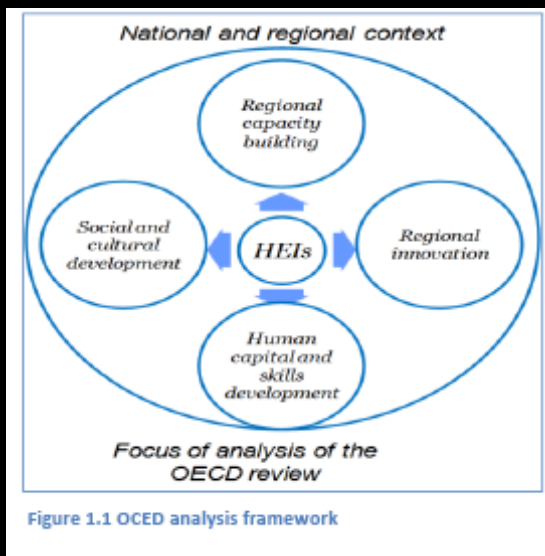 National and regional context
Regional
capacity
building
Social and
cultural
development
HEIs
Regional
innovation
Human
capital and
skills
development
Focus of analysis of the
OECD review
Figure 1.1 OCED analysis framework